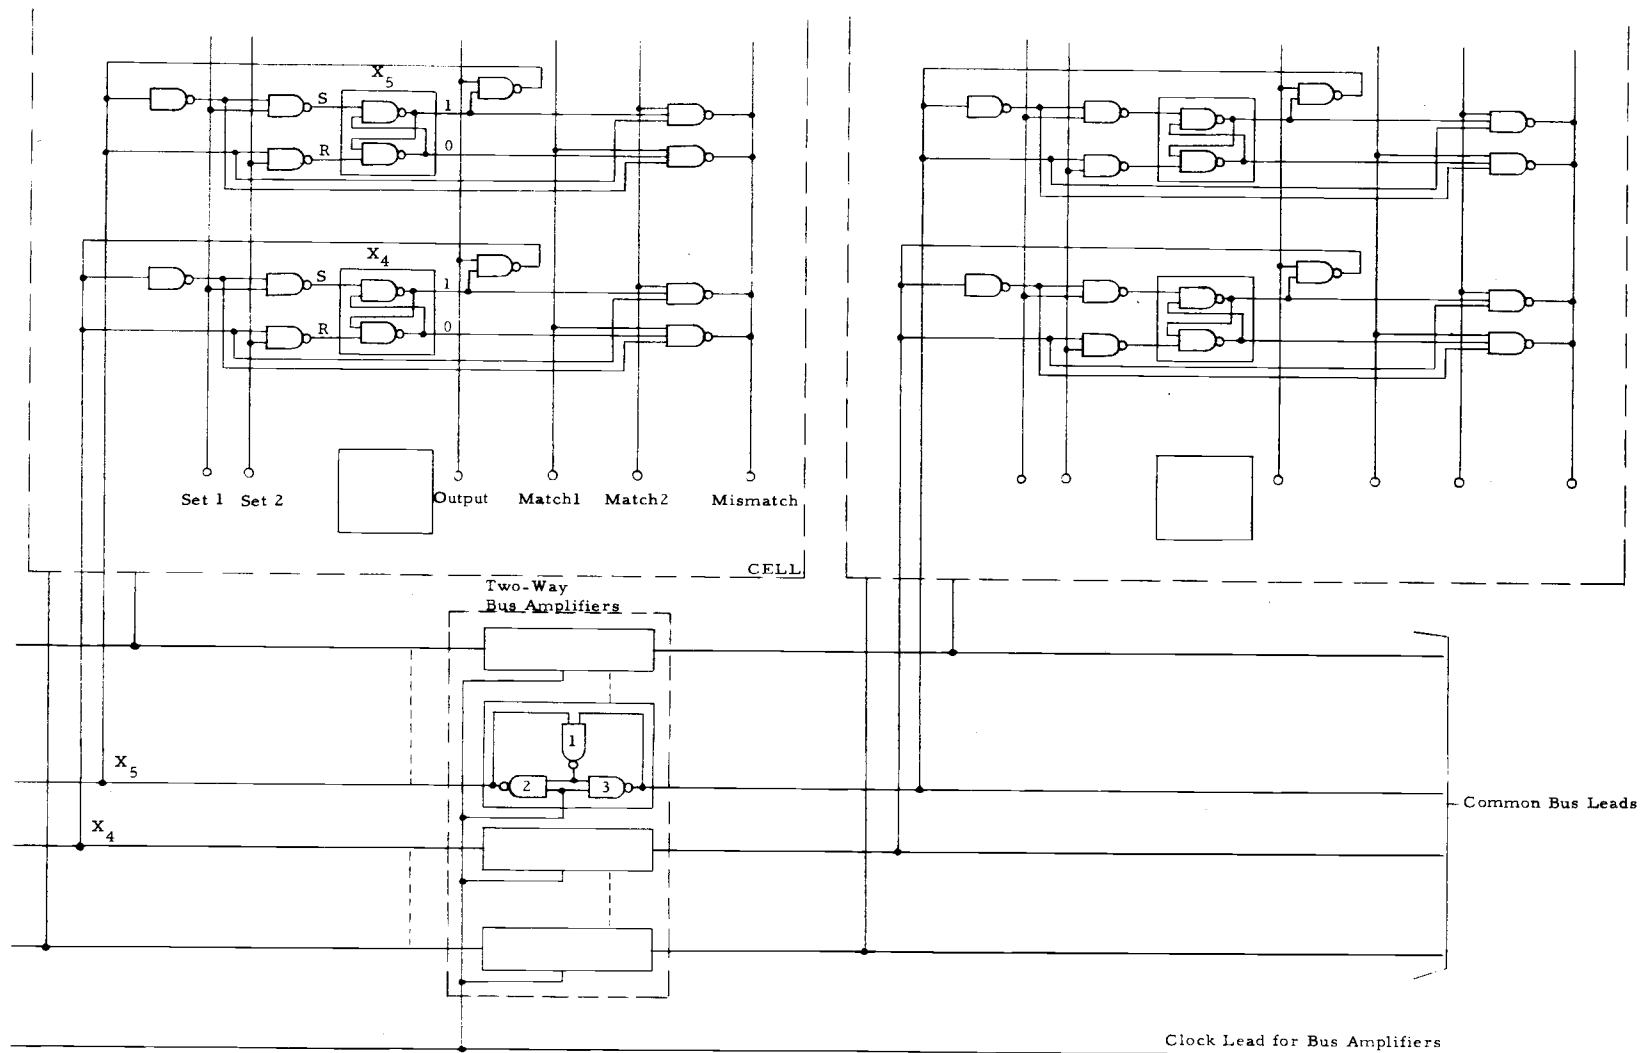 X5
S
1
R
0
X4
S
1
R
0
Set 1
Set 2
Output
Match1
Match2
Mismatch
CELL
Two-Way
Bus Amplifiers
1
X5
2
3
Common Bus Leads
X4
Clock Lead for Bus Amplifiers